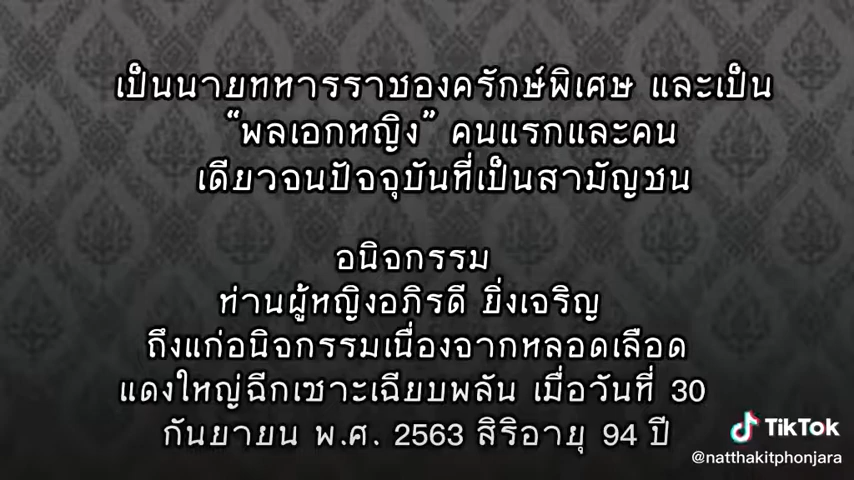 เป็นนายทหารราชองครักษ์พิเศษ และเป็น
“พลเอกหญิง” คนแรกและคน
เดียวจนปัจจุบันที่เป็นสามัญชน
อนิจกรรม
ท่านผู้หญิงอภิรดี ยิ่งเจริญ
ถึงแก่อนิจกรรมเนื่องจากหลอดเลือด
แดงใหญ่ฉีกเซาะเฉียบพลัน เมื่อวันที่ 30
กันยายน พ.ศ. 2563 สิริอายุ 94 ปี
TikTok
@natthakitphonjara